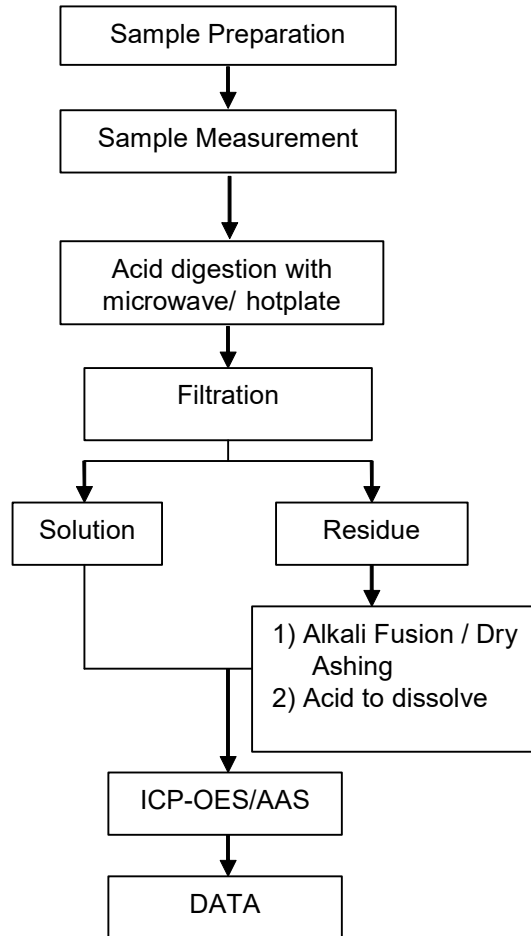 Sample Preparation
Sample Measurement
Acid digestion with
microwave/ hotplate
Filtration
Solution
Residue
1) Alkali Fusion / Dry
Ashing
2) Acid to dissolve
ICP-OES/AAS
DATA